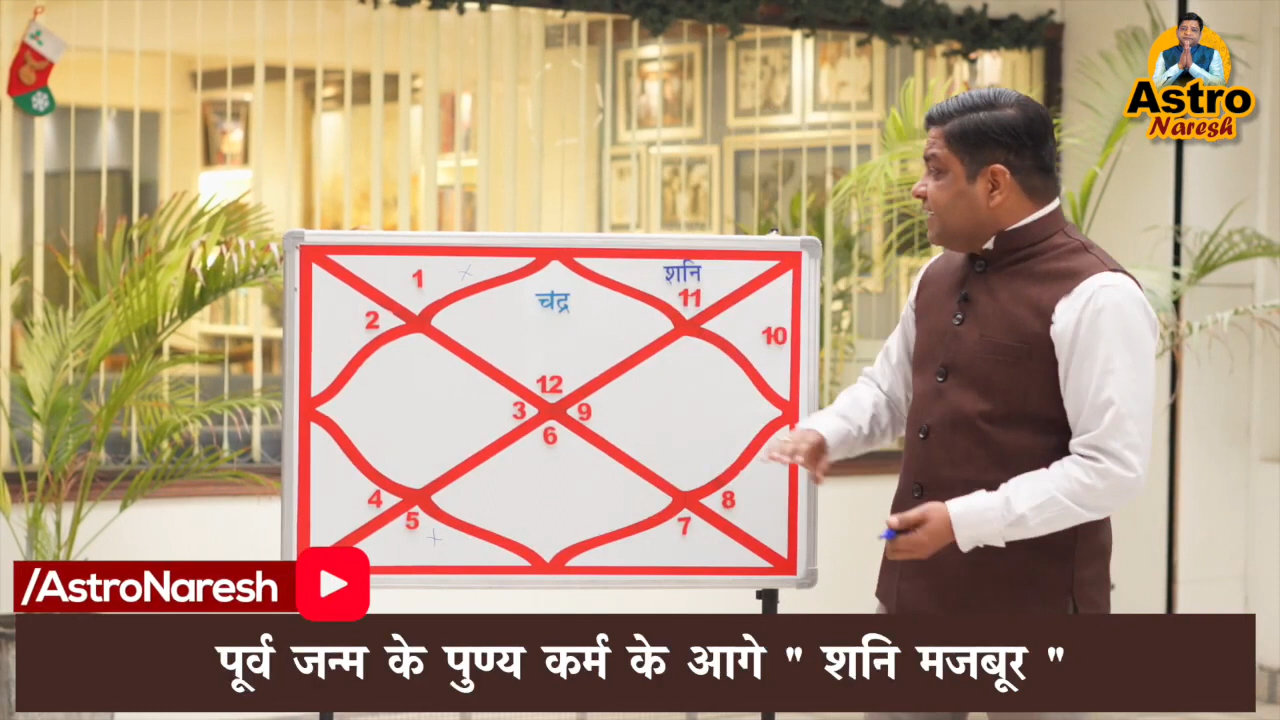 Astro
Naresh
शनि
1
11
चंद्र
2
10
12
3
9
6
4
8
5
7
/AstroNaresh
पूर्व जन्म के पुण्य कर्म के आगे " शनि मजबूर "